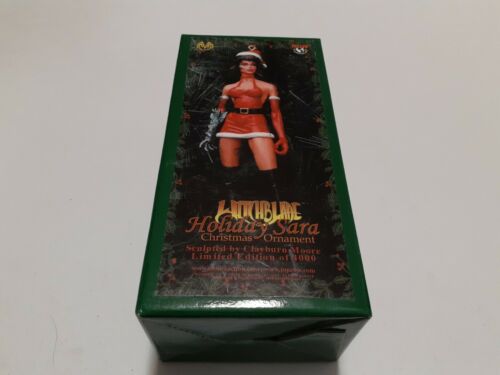 WITCHBLADE
Holiday Sara
Christmas Ornament
Sculpted by Clayburn Moore
Limited Edition of 4000